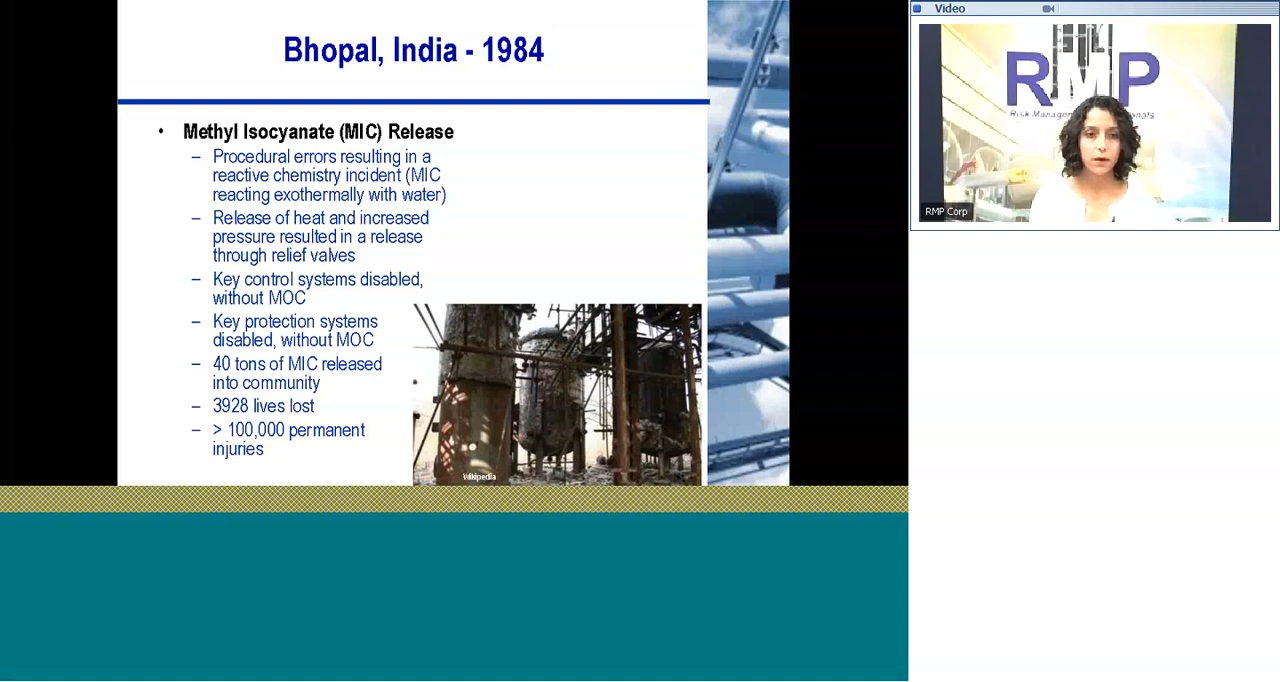 Bhopal, India - 1984
• Methyl Isocyanate (MIC) Release
– Procedural errors resulting in a
reactive chemistry incident (MIC
reacting exothermally with water)
– Release of heat and increased
pressure resulted in a release
through relief valves
– Key control systems disabled,
without MOC
– Key protection systems
disabled, without MOC
– 40 tons of MIC released
into community
– 3928 lives lost
– > 100,000 permanent
injuries
Wikipedia
Video
RMP
Risk
RMP Corp